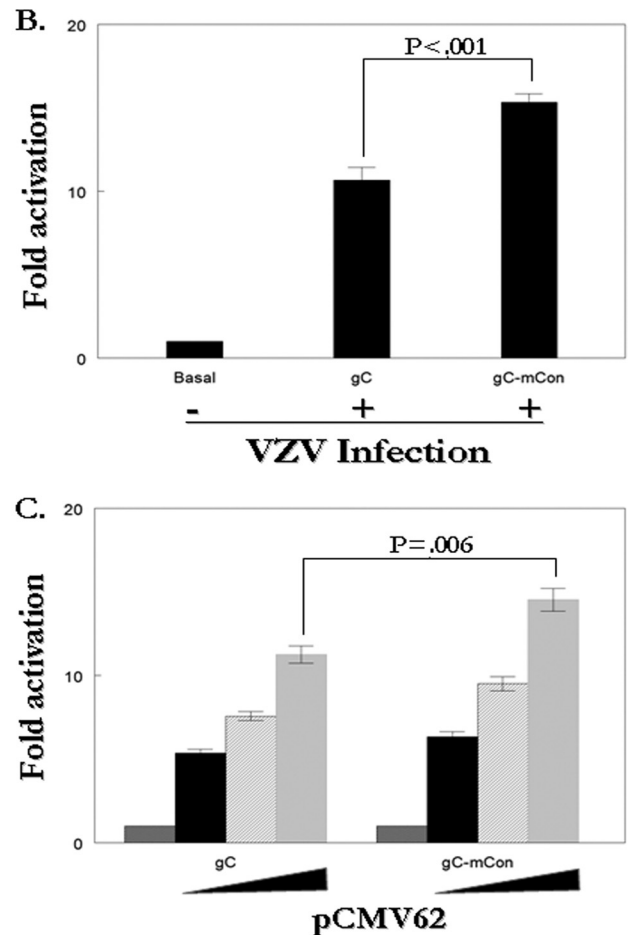 B.
20
P<.001
Fold activation
10
0
Basal gC gC-mCon
- + +
VZV Infection
C.
20
P=.006
Fold activation
10
0
gC gC-mCon
pCMV62